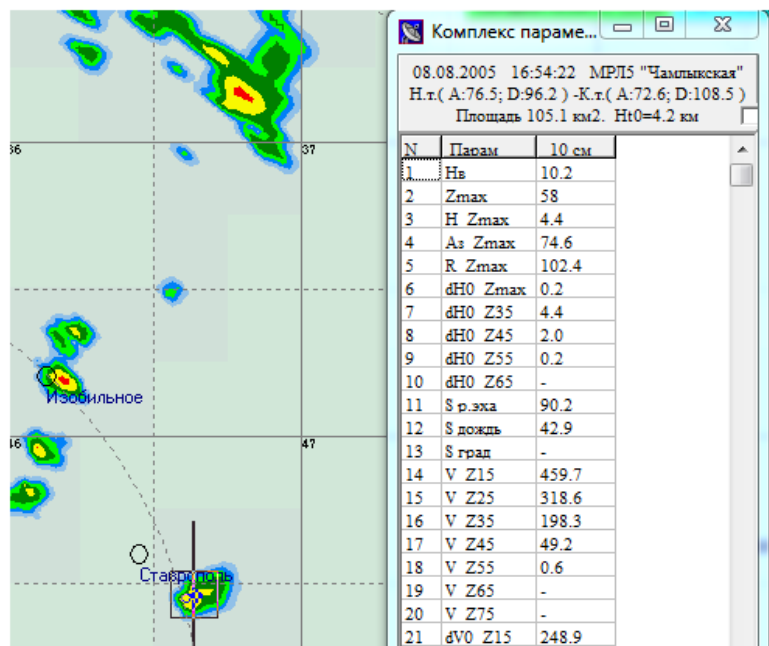 36
37
Изобильное
46
47
Ставрополь
Комплекс параме...
08.08.2005 16:54:22 МРЛ5 "Чамлыкская"
Н.т.( А:76.5; D:96.2 ) -К.т.( А:72.6; D:108.5 )
Площадь 105.1 км2. Ht0=4.2 км
N Парам 10 см
1 Нв 10.2
2 Zmax 58
3 H Zmax 4.4
4 As Zmax 74.6
5 R Zmax 102.4
6 dH0 Zmax 0.2
7 dH0 Z35 4.4
8 dH0 Z45 2.0
9 dH0 Z55 0.2
10 dH0 Z65 -
11 S р.эха 90.2
12 S дождь 42.9
13 S град -
14 V Z15 459.7
15 V Z25 318.6
16 V Z35 198.3
17 V Z45 49.2
18 V Z55 0.6
19 V Z65 -
20 V Z75 -
21 dV0 Z15 248.9